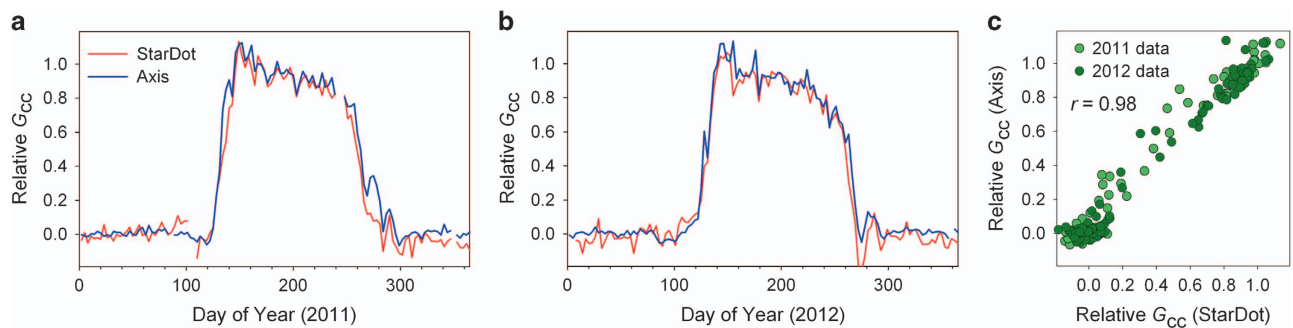 a
StarDot
Axis
Relative GCC
1.0
0.8
0.6
0.4
0.2
0.0
0 100 200 300
Day of Year (2011)
b
Relative GCC
1.0
0.8
0.6
0.4
0.2
0.0
0 100 200 300
Day of Year (2012)
c
2011 data
2012 data
r = 0.98
Relative GCC (Axis)
1.0
0.8
0.6
0.4
0.2
0.0
0.0 0.2 0.4 0.6 0.8 1.0
Relative GCC (StarDot)